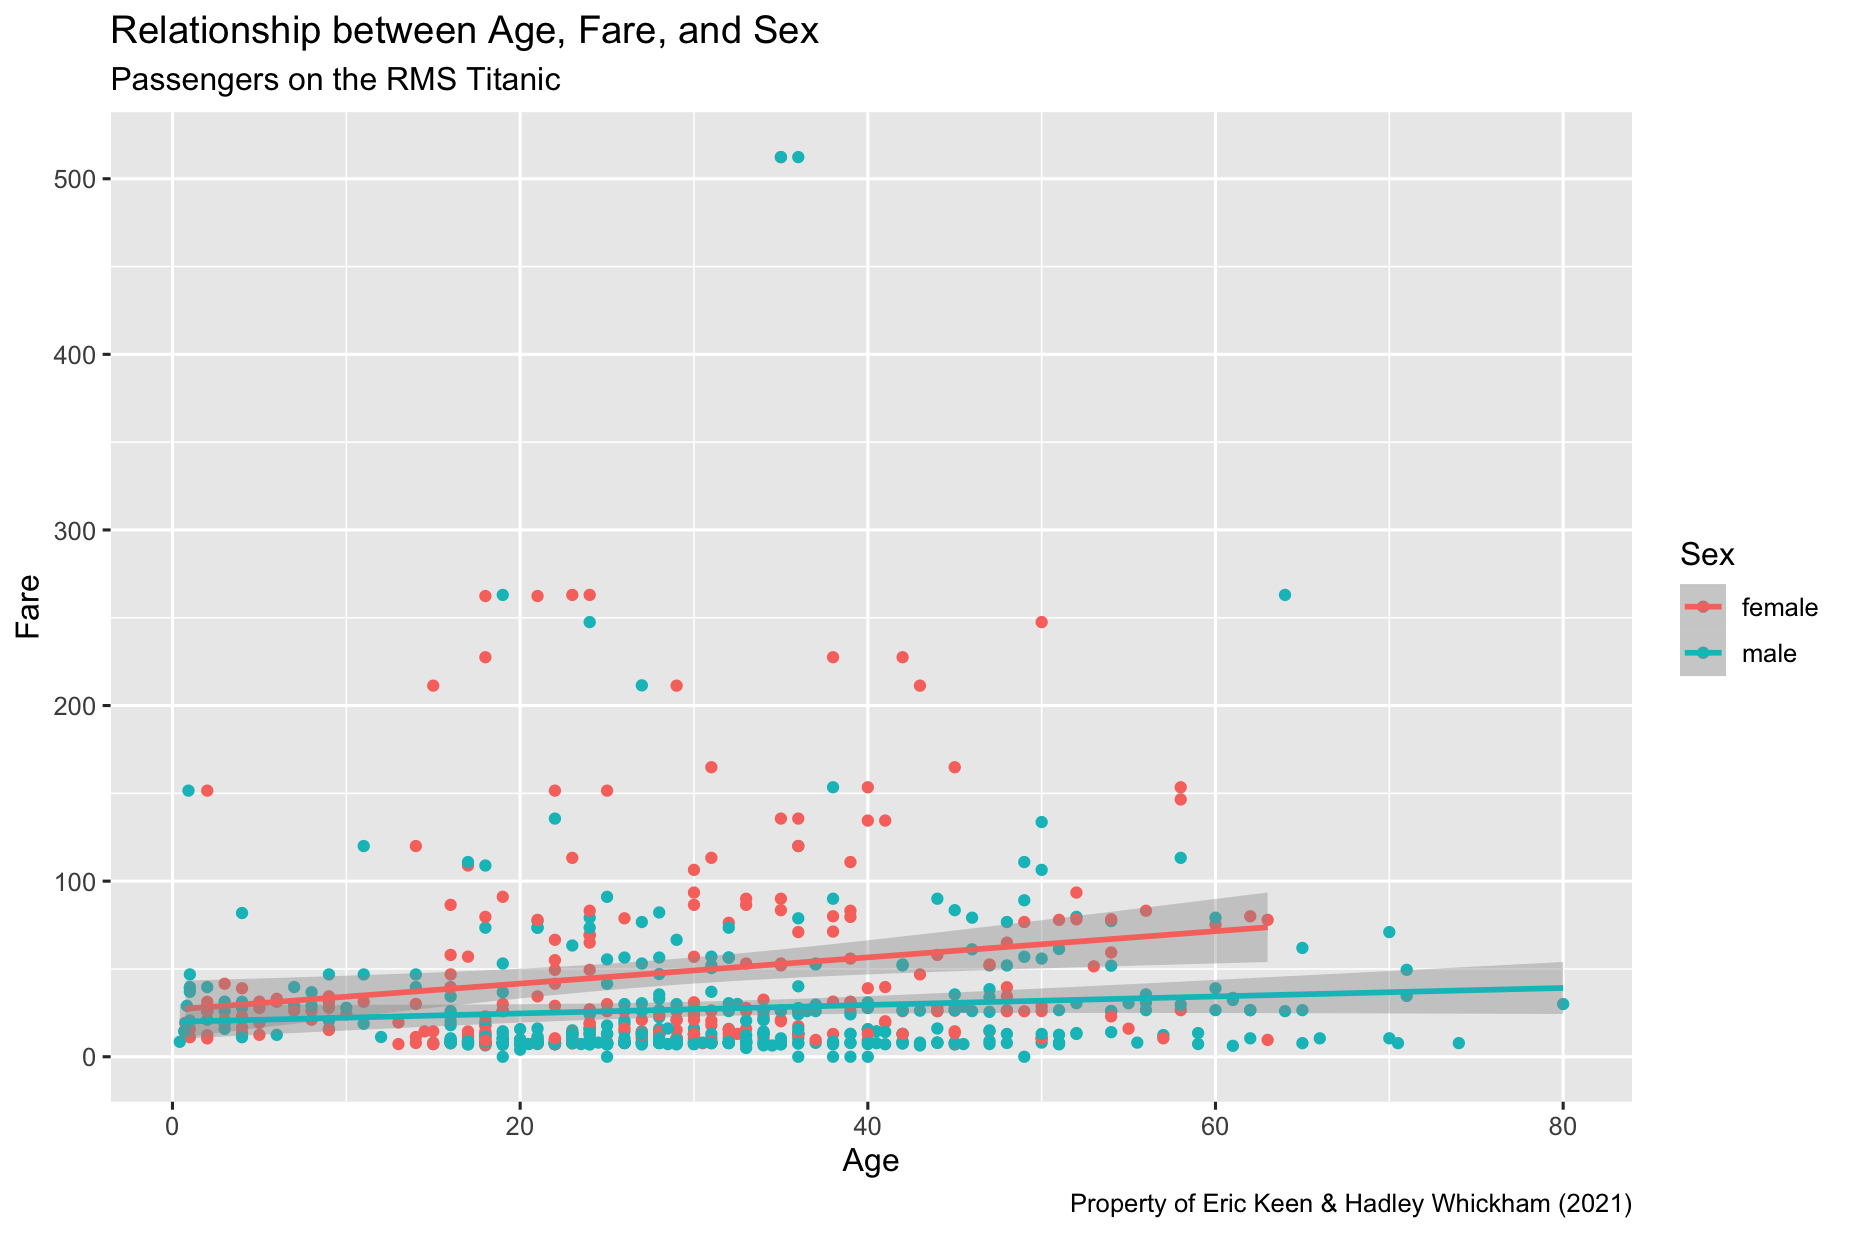 Relationship between Age, Fare, and Sex
Passengers on the RMS Titanic
500
400
300
200
100
0
Fare
0 20 40 60 80
Age
Sex
female
male
Property of Eric Keen & Hadley Whickham (2021)